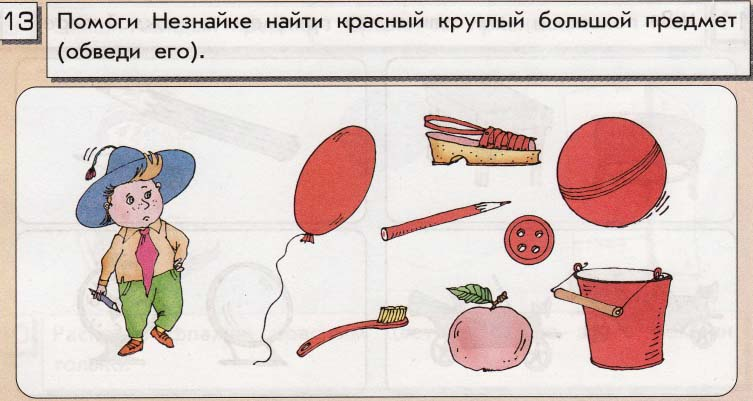 13 Помоги Незнайке найти красный круглый большой предмет
(обведи его).